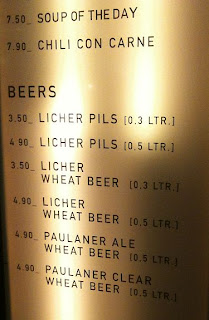 7.50_ SOUP OF THE DAY
7.90_ CHILI CON CARNE
BEERS
3.50_ LICHER PILS [0.3 LTR.]
4.90_ LICHER PILS [0.5 LTR.]
3.50_ LICHER
WHEAT BEER [0.3 LTR.]
4.90_ LICHER
WHEAT BEER [0.5 LTR.]
4.90_ PAULANER ALE
WHEAT BEER [0.5 LTR.]
4.90_ PAULANER CLEAR
WHEAT BEER [0.5 LTR.]